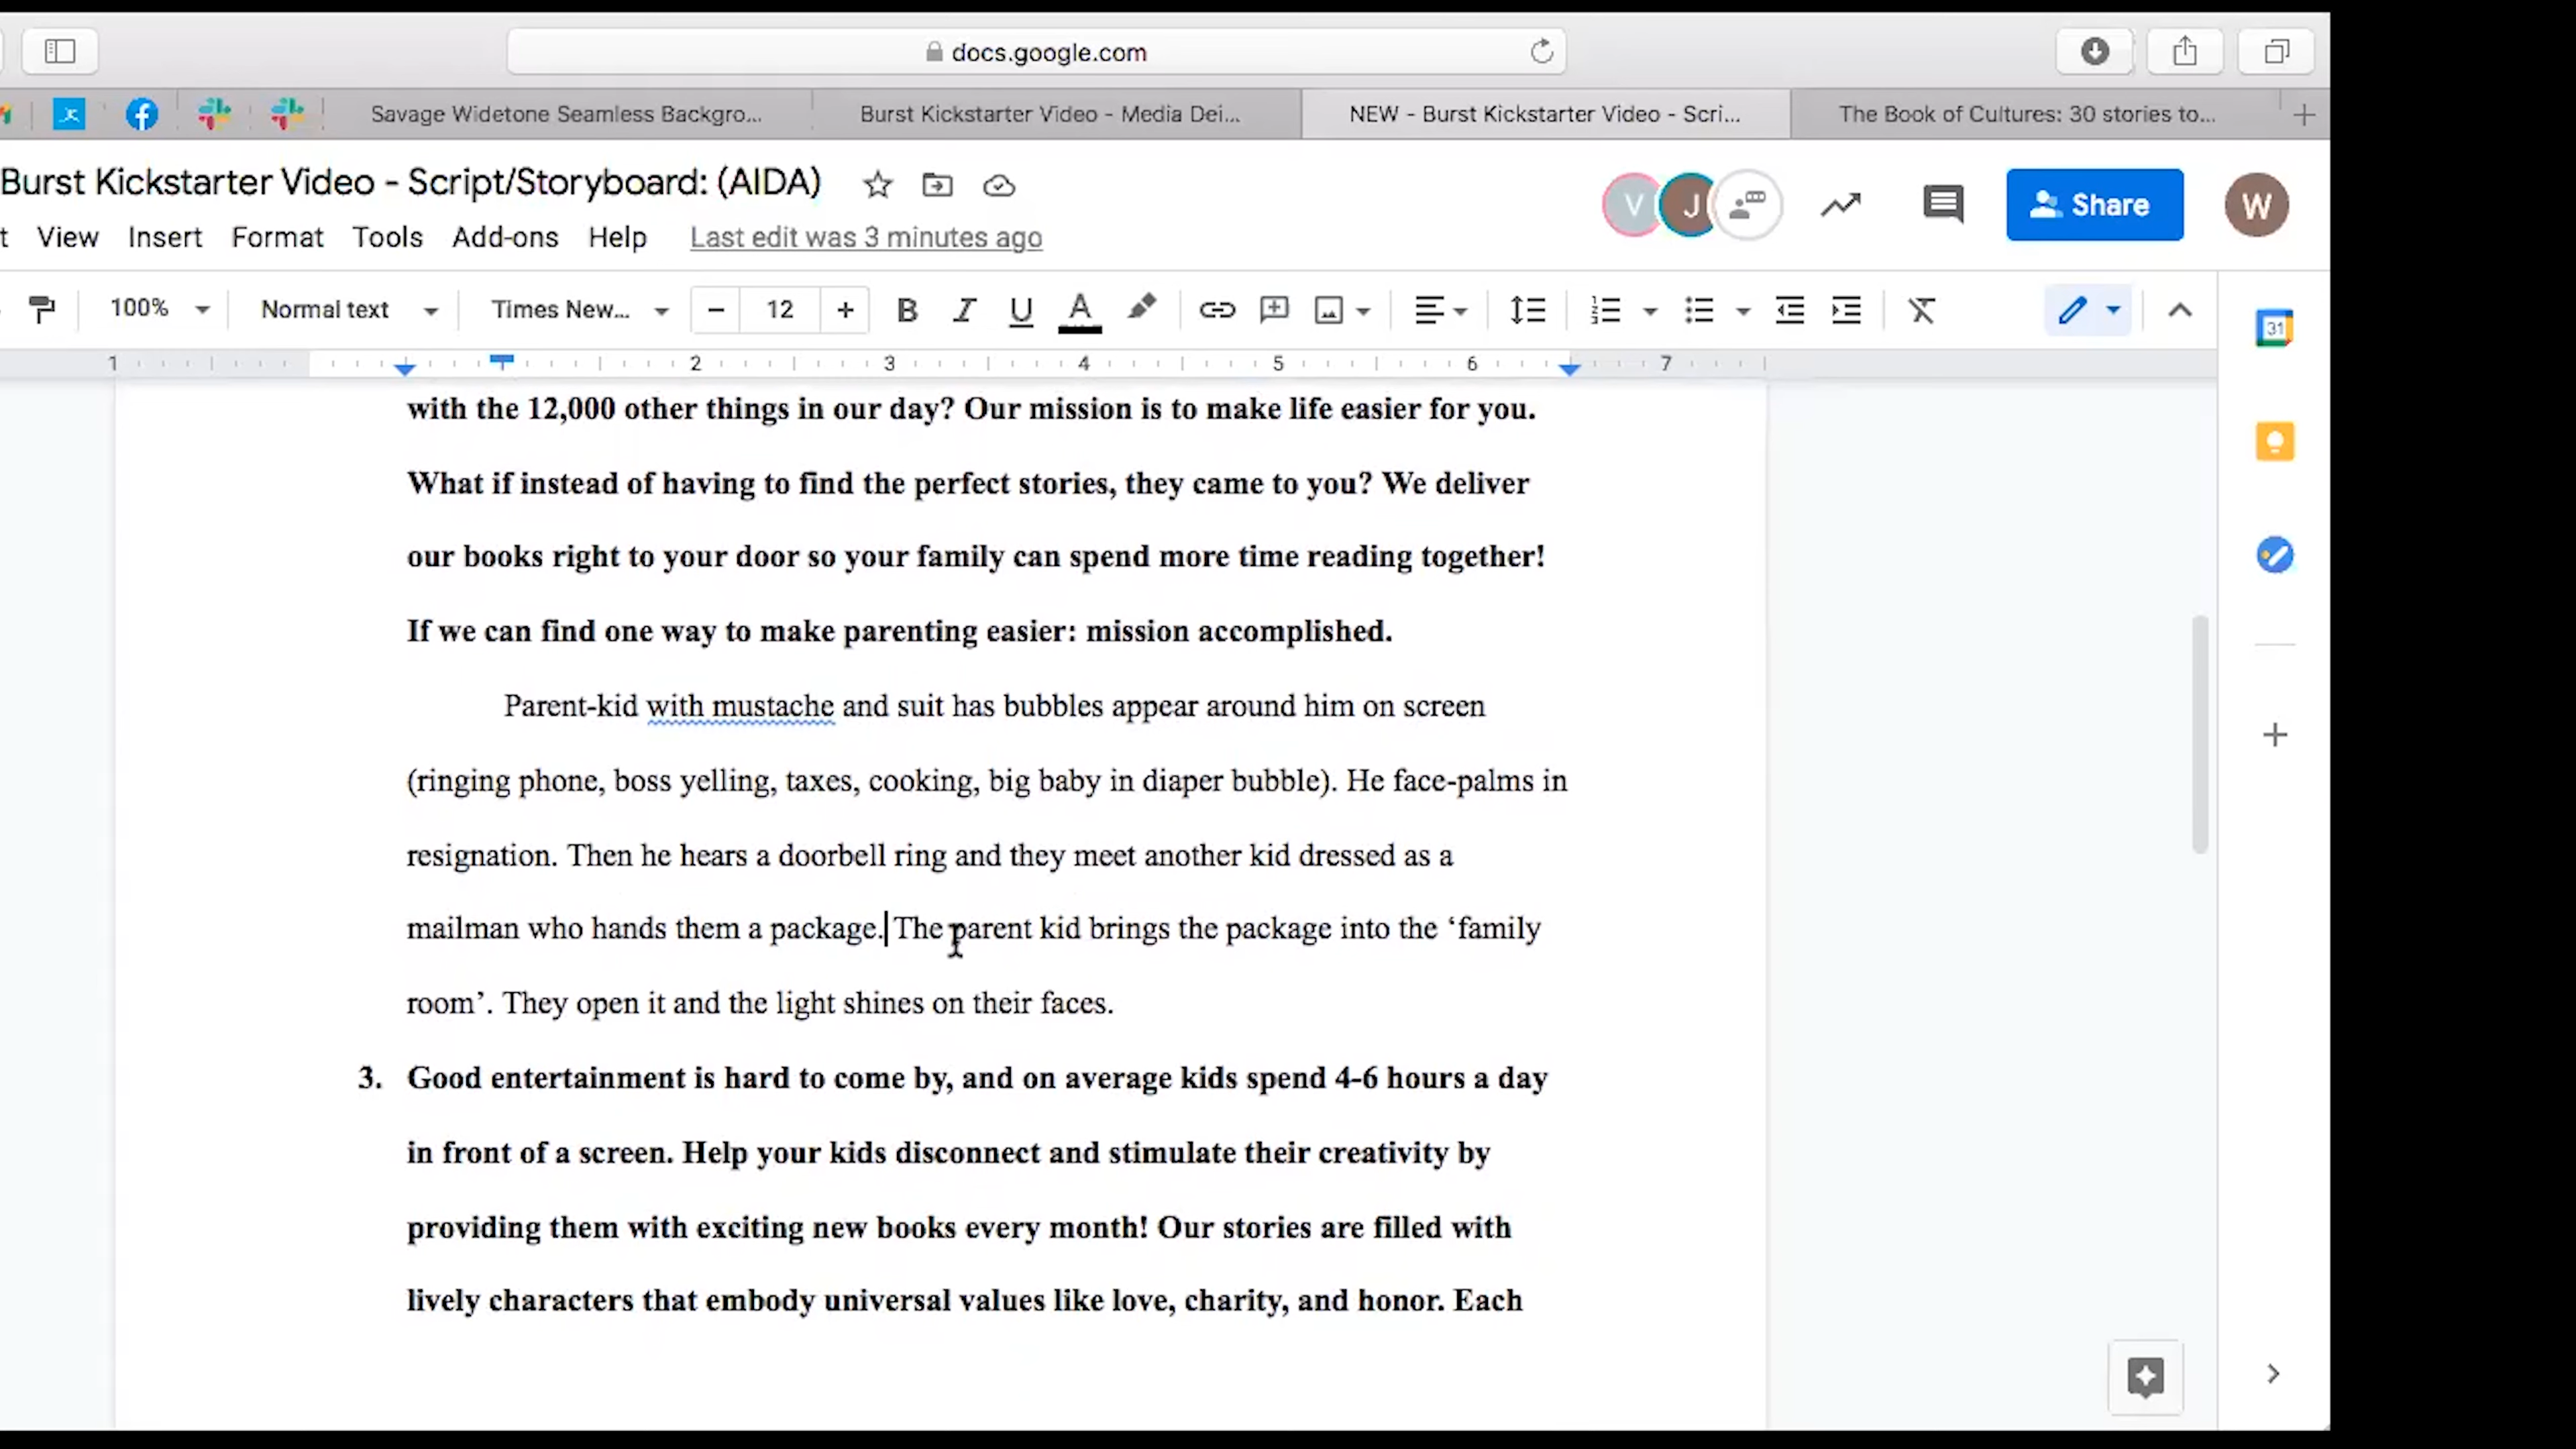 docs.google.com
Savage Widetone Seamless Backgro...
Burst Kickstarter Video - Media Dei...
NEW - Burst Kickstarter Video - Scri...
The Book of Cultures: 30 stories to...
Burst Kickstarter Video - Script/Storyboard: (AIDA)
V
J
Share
W
t View Insert Format Tools Add-ons Help Last edit was 3 minutes ago
100% Normal text Times New... 12 B I U A
31
1 2 3 4 5 6 7
with the 12,000 other things in our day? Our mission is to make life easier for you.
What if instead of having to find the perfect stories, they came to you? We deliver
our books right to your door so your family can spend more time reading together!
If we can find one way to make parenting easier: mission accomplished.
Parent-kid with mustache and suit has bubbles appear around him on screen
(ringing phone, boss yelling, taxes, cooking, big baby in diaper bubble). He face-palms in
resignation. Then he hears a doorbell ring and they meet another kid dressed as a
mailman who hands them a package. The parent kid brings the package into the ‘family
room’. They open it and the light shines on their faces.
3. Good entertainment is hard to come by, and on average kids spend 4-6 hours a day
in front of a screen. Help your kids disconnect and stimulate their creativity by
providing them with exciting new books every month! Our stories are filled with
lively characters that embody universal values like love, charity, and honor. Each